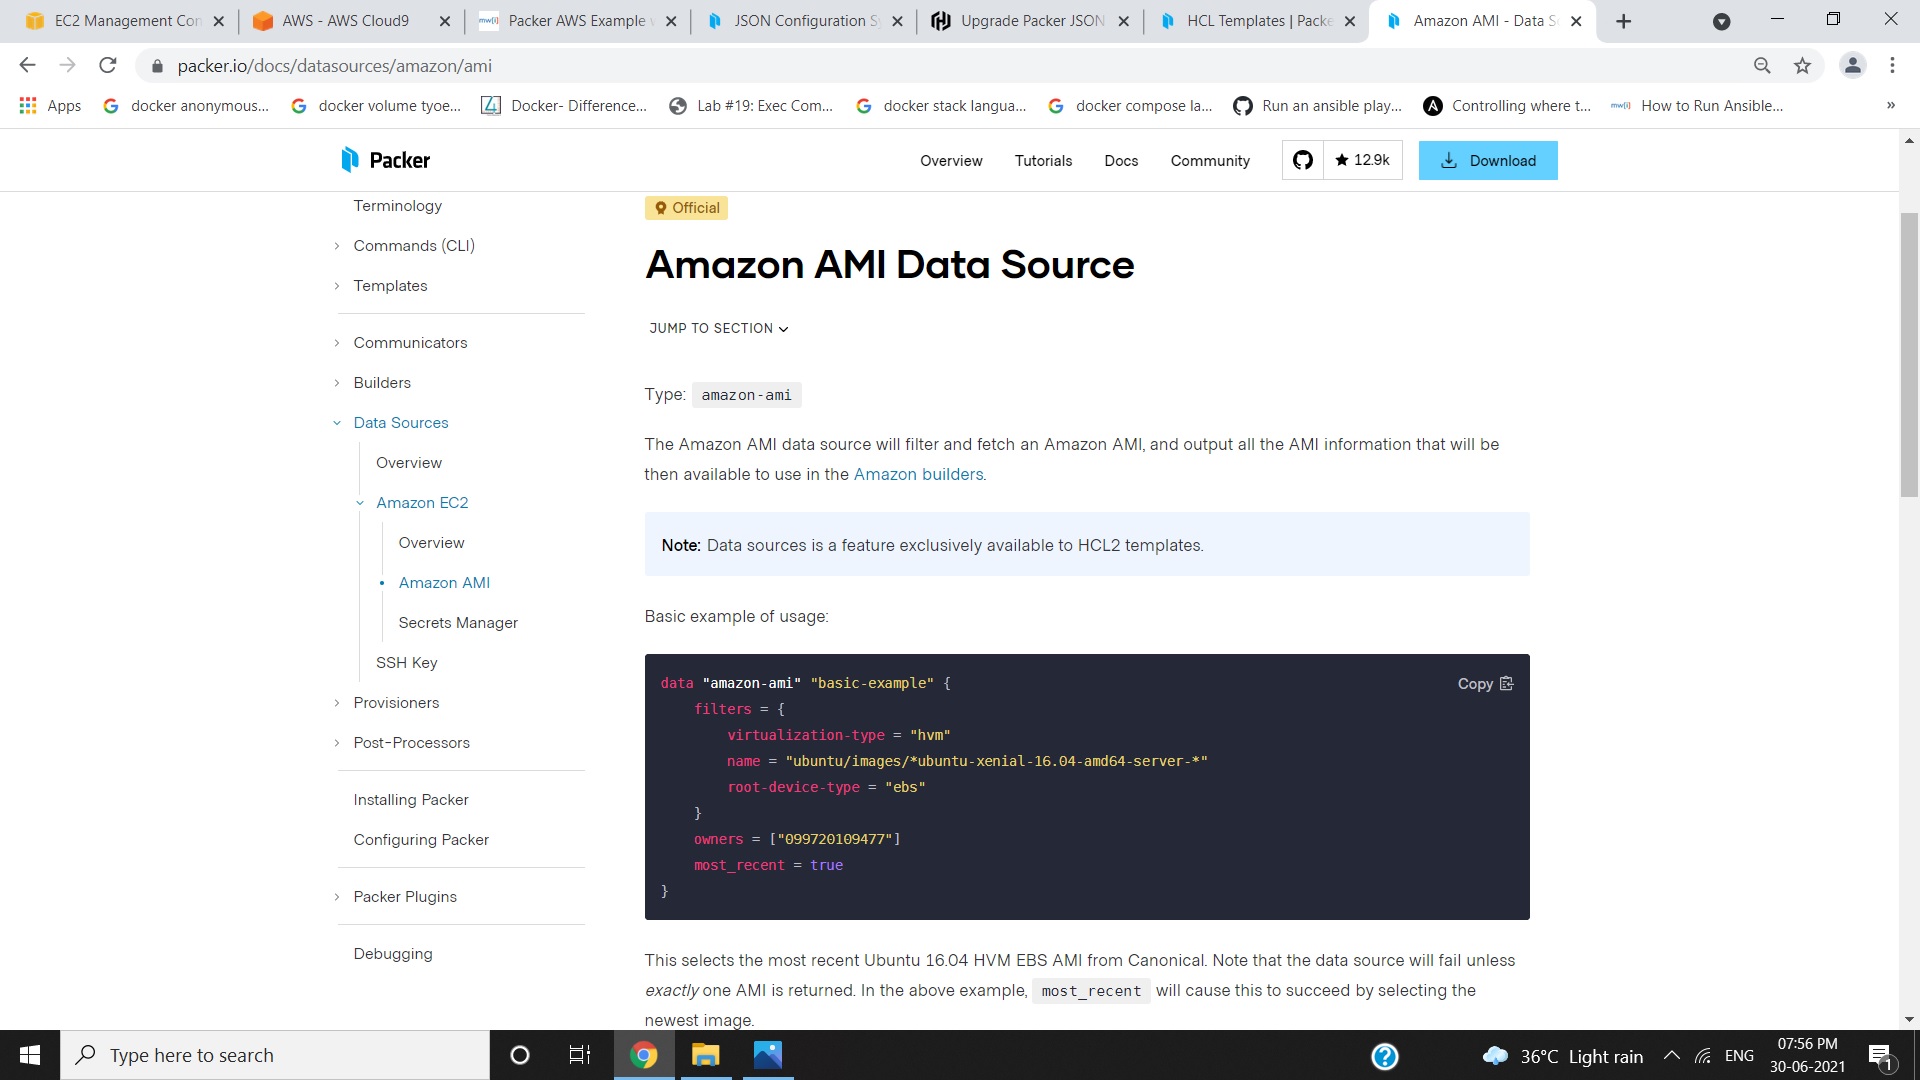 EC2 Management Con
AWS - AWS Cloud9
Packer AWS Example
JSON Configuration Sy
Upgrade Packer JSON
HCL Templates | Packe
Amazon AMI - Data S
packer.io/docs/datasources/amazon/ami
Apps
docker anonymous...
docker volume tyoe...
Docker- Difference...
Lab #19: Exec Com...
docker stack langua...
docker compose la...
Run an ansible play...
Controlling where t...
mw[i] How to Run Ansible...
»
Packer
Overview
Tutorials
Docs
Community
12.9k
Download
Terminology
Commands (CLI)
Templates
Communicators
Builders
Data Sources
Overview
Amazon EC2
Overview
Amazon AMI
Secrets Manager
SSH Key
Provisioners
Post-Processors
Installing Packer
Configuring Packer
Packer Plugins
Debugging
Official
Amazon AMI Data Source
JUMP TO SECTION
Type: amazon-ami
The Amazon AMI data source will filter and fetch an Amazon AMI, and output all the AMI information that will be
then available to use in the Amazon builders.
Note: Data sources is a feature exclusively available to HCL2 templates.
Basic example of usage:
Copy
data "amazon-ami" "basic-example" {
filters = {
virtualization-type = "hvm"
name = "ubuntu/images/*ubuntu-xenial-16.04-amd64-server-*"
root-device-type = "ebs"
}
owners = ["099720109477"]
most_recent = true
}
This selects the most recent Ubuntu 16.04 HVM EBS AMI from Canonical. Note that the data source will fail unless
exactly one AMI is returned. In the above example, most_recent will cause this to succeed by selecting the
newest image.
Type here to search
36°C Light rain
ENG
07:56 PM
30-06-2021
1